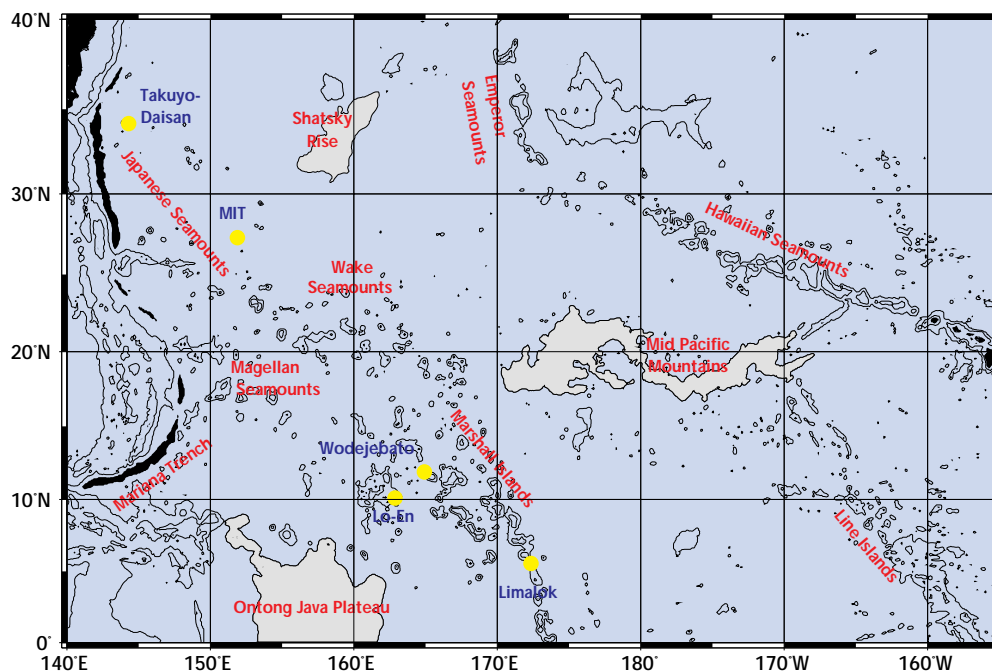 40°N
Takuyo-
Daisan
Shatsky
Rise
Emperor
Seamounts
30°N
Japanese Seamounts
MIT
Wake
Seamounts
Hawaiian Seamounts
20°N
Magellan
Seamounts
Mid Pacific
Mountains
Mariana Trench
Wodejebato
Marshall Islands
10°N
Lo-En
Line Islands
Limalok
Ontong Java Plateau
0°
140°E
150°E
160°E
170°E
180°
170°W
160°W